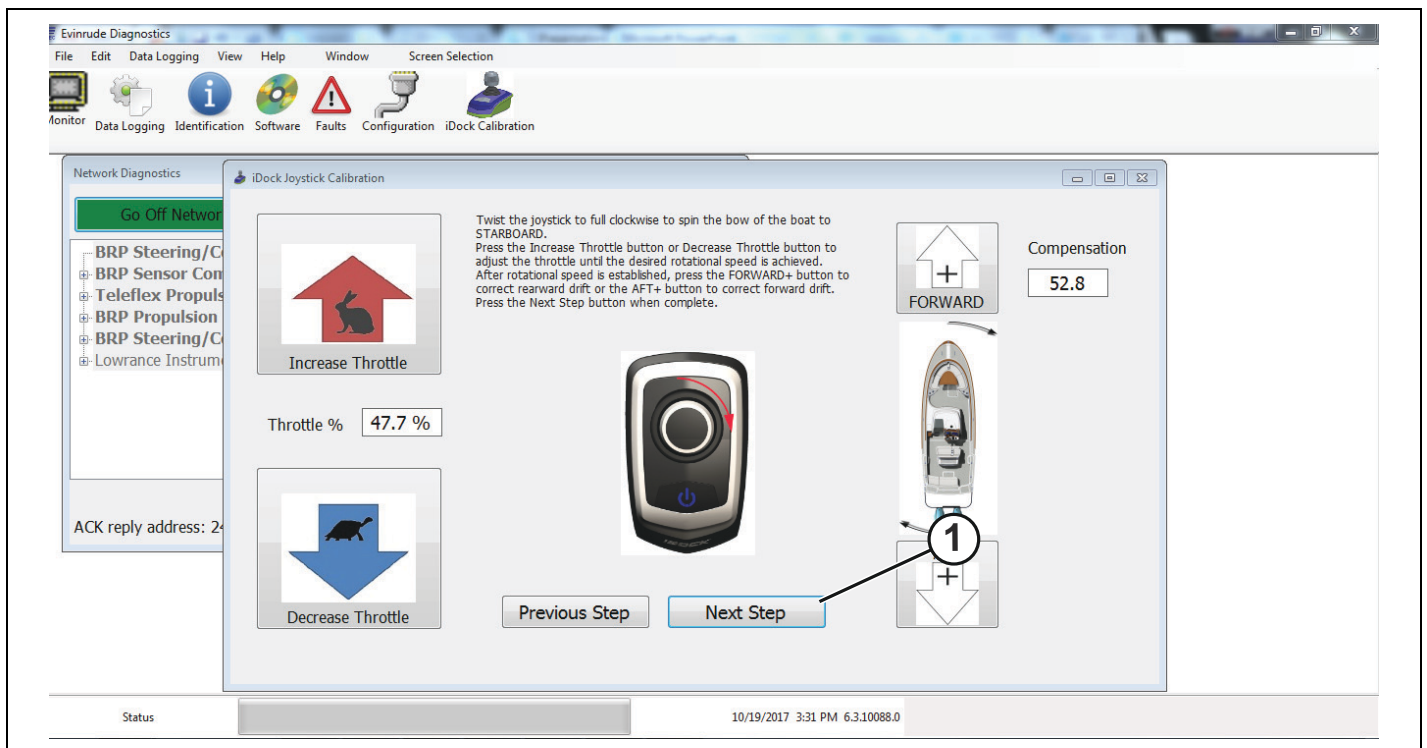 Evinrude Diagnostics
File Edit Data Logging View Help Window Screen Selection
Monitor Data Logging Identification Software Faults Configuration iDock Calibration
Network Diagnostics
Go Off Networ
BRP Steering/C
BRP Sensor Con
Teleflex Propuls
BRP Propulsion
BRP Steering/C
Lowrance Instrum
ACK reply address: 24
iDock Joystick Calibration
Increase Throttle
Throttle % 47.7 %
Decrease Throttle
Twist the joystick to full clockwise to spin the bow of the boat to
STARBOARD.
Press the Increase Throttle button or Decrease Throttle button to
adjust the throttle until the desired rotational speed is achieved.
After rotational speed is established, press the FORWARD+ button to
correct rearward drift or the AFT+ button to correct forward drift.
Press the Next Step button when complete.
+
FORWARD
Compensation
52.8
1
+
Previous Step Next Step
Status 10/19/2017 3:31 PM 6.3.10088.0